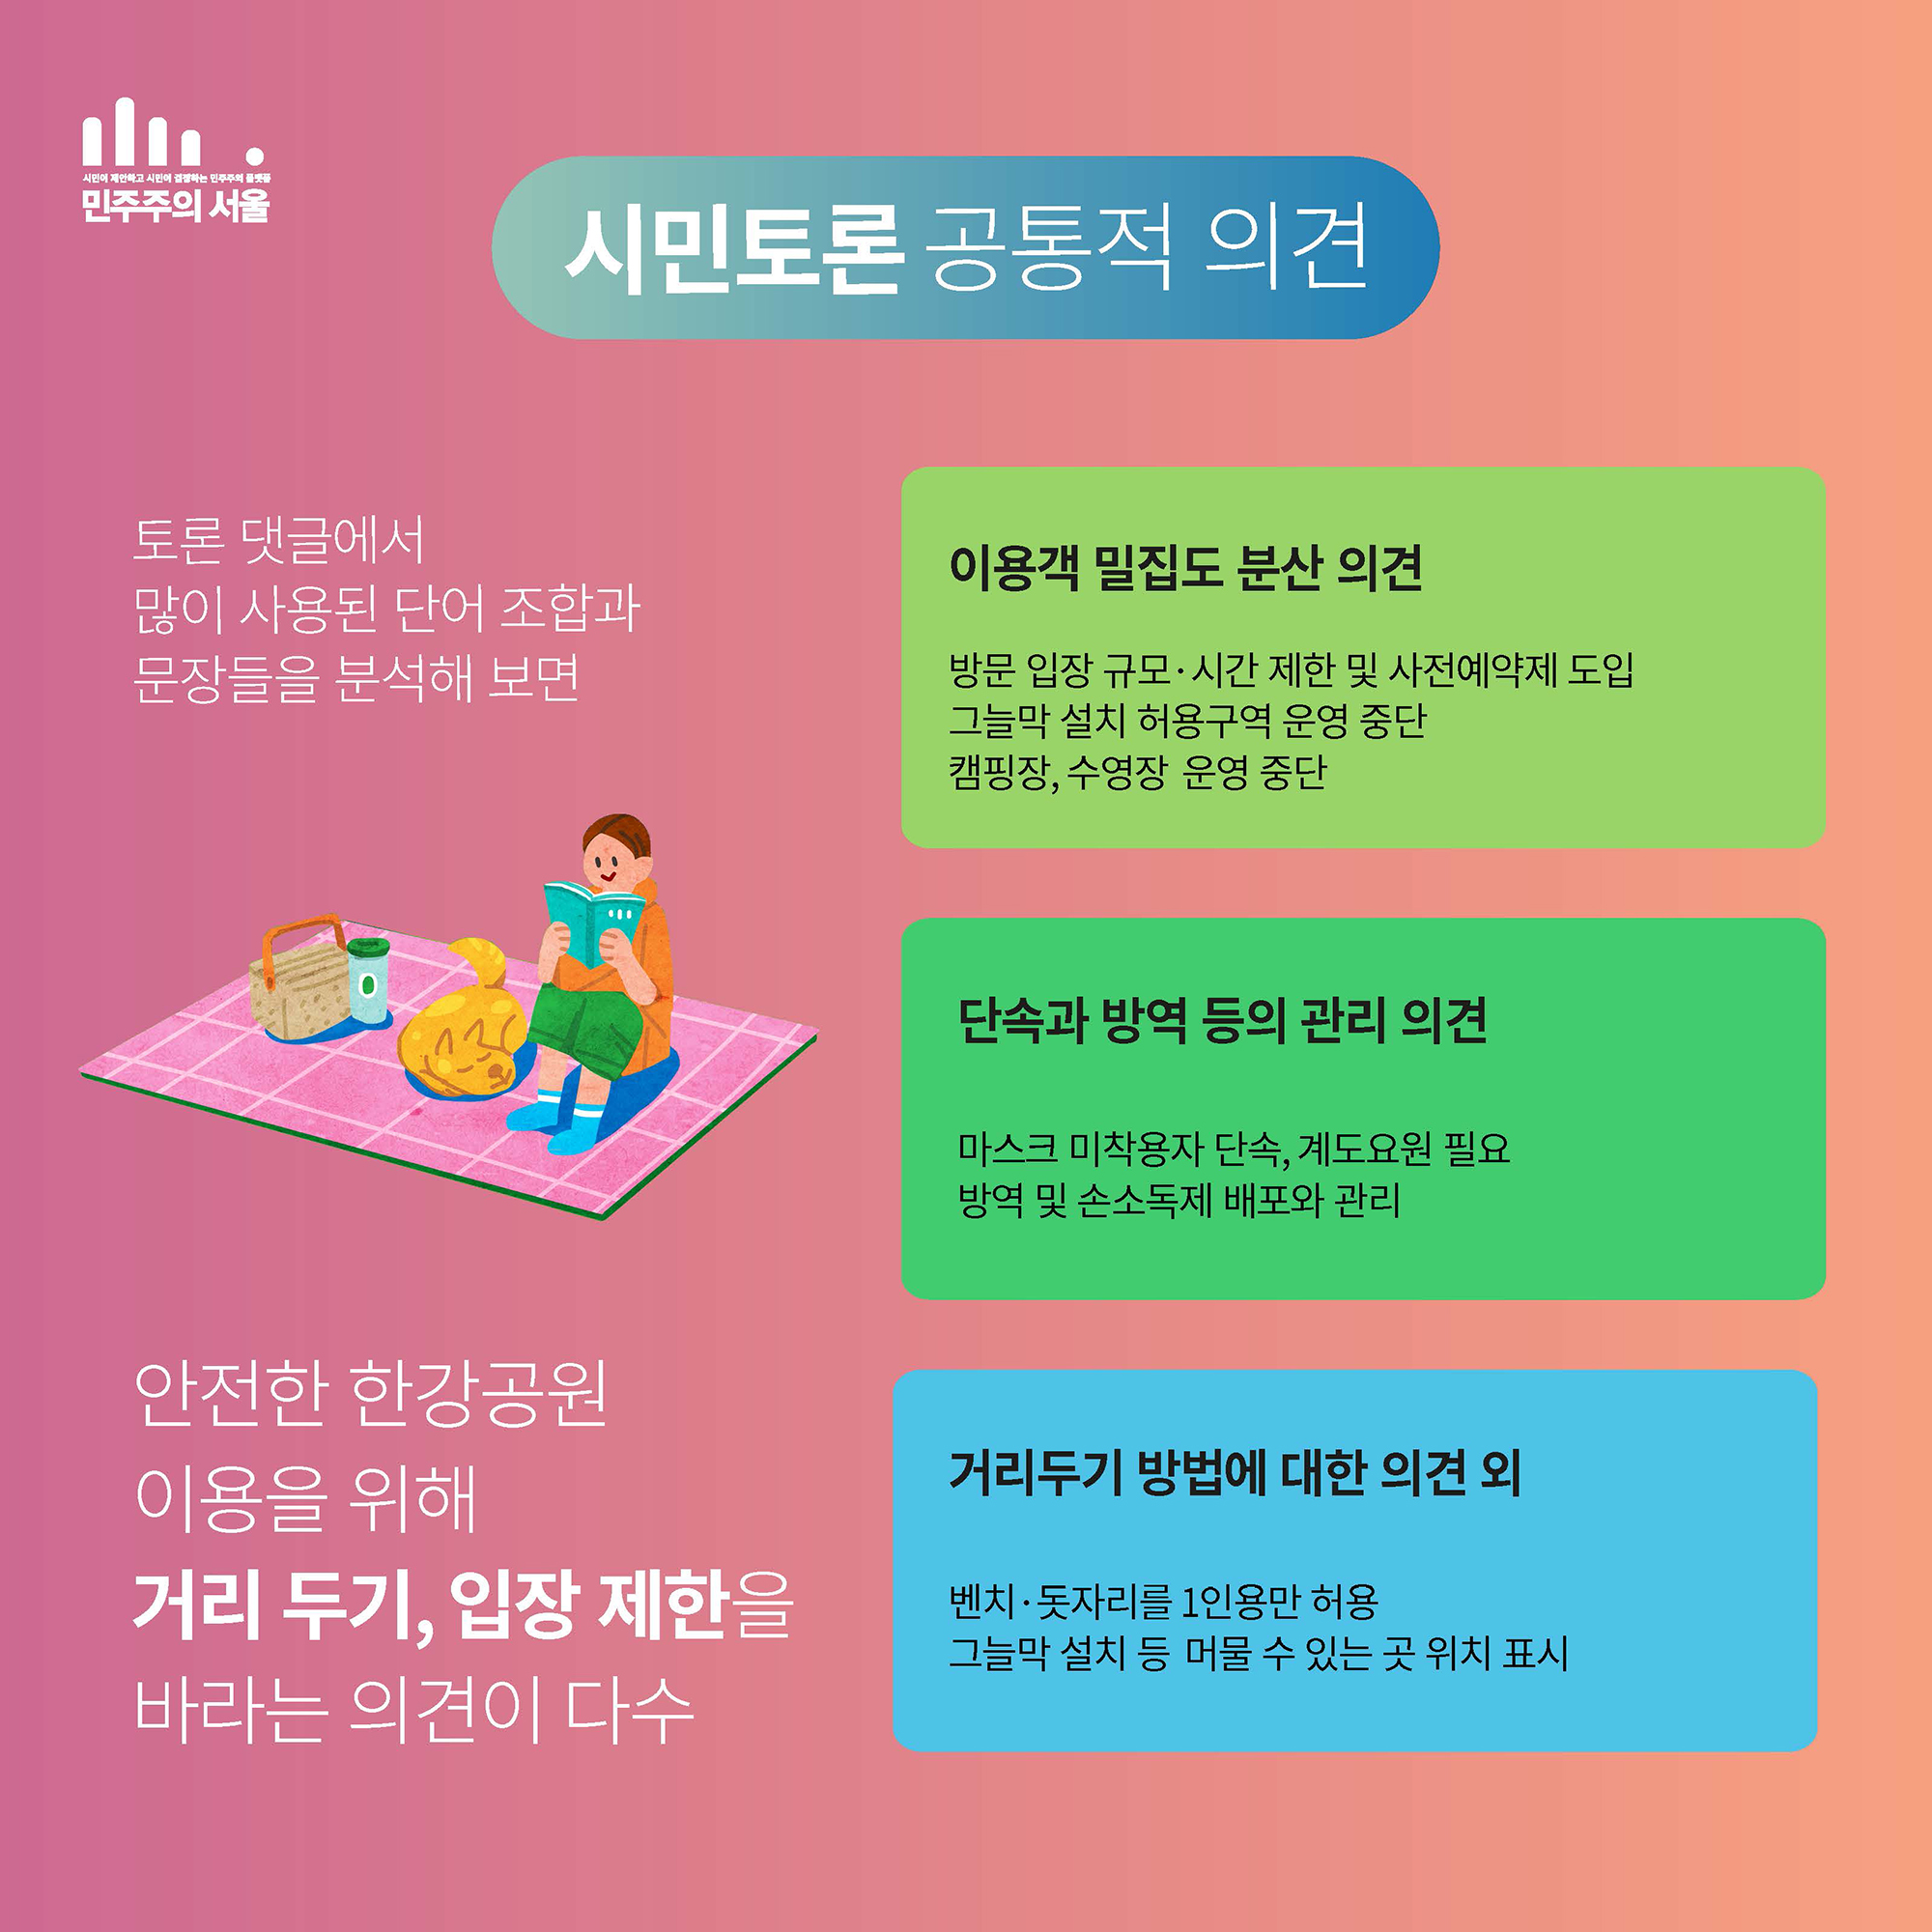 시민이 제안하고 시민이 결정하는 민주주의 플랫폼
민주주의 서울
시민토론 공통적 의견
토론 댓글에서
많이 사용된 단어 조합과
문장들을 분석해 보면
안전한 한강공원
이용을 위해
거리 두기, 입장 제한을
바라는 의견이 다수
이용객 밀집도 분산 의견
방문 입장 규모·시간 제한 및 사전예약제 도입
그늘막 설치 허용구역 운영 중단
캠핑장, 수영장 운영 중단
단속과 방역 등의 관리 의견
마스크 미착용자 단속, 계도요원 필요
방역 및 손소독제 배포와 관리
거리두기 방법에 대한 의견 외
벤치·돗자리를 1인용만 허용
그늘막 설치 등 머물 수 있는 곳 위치 표시